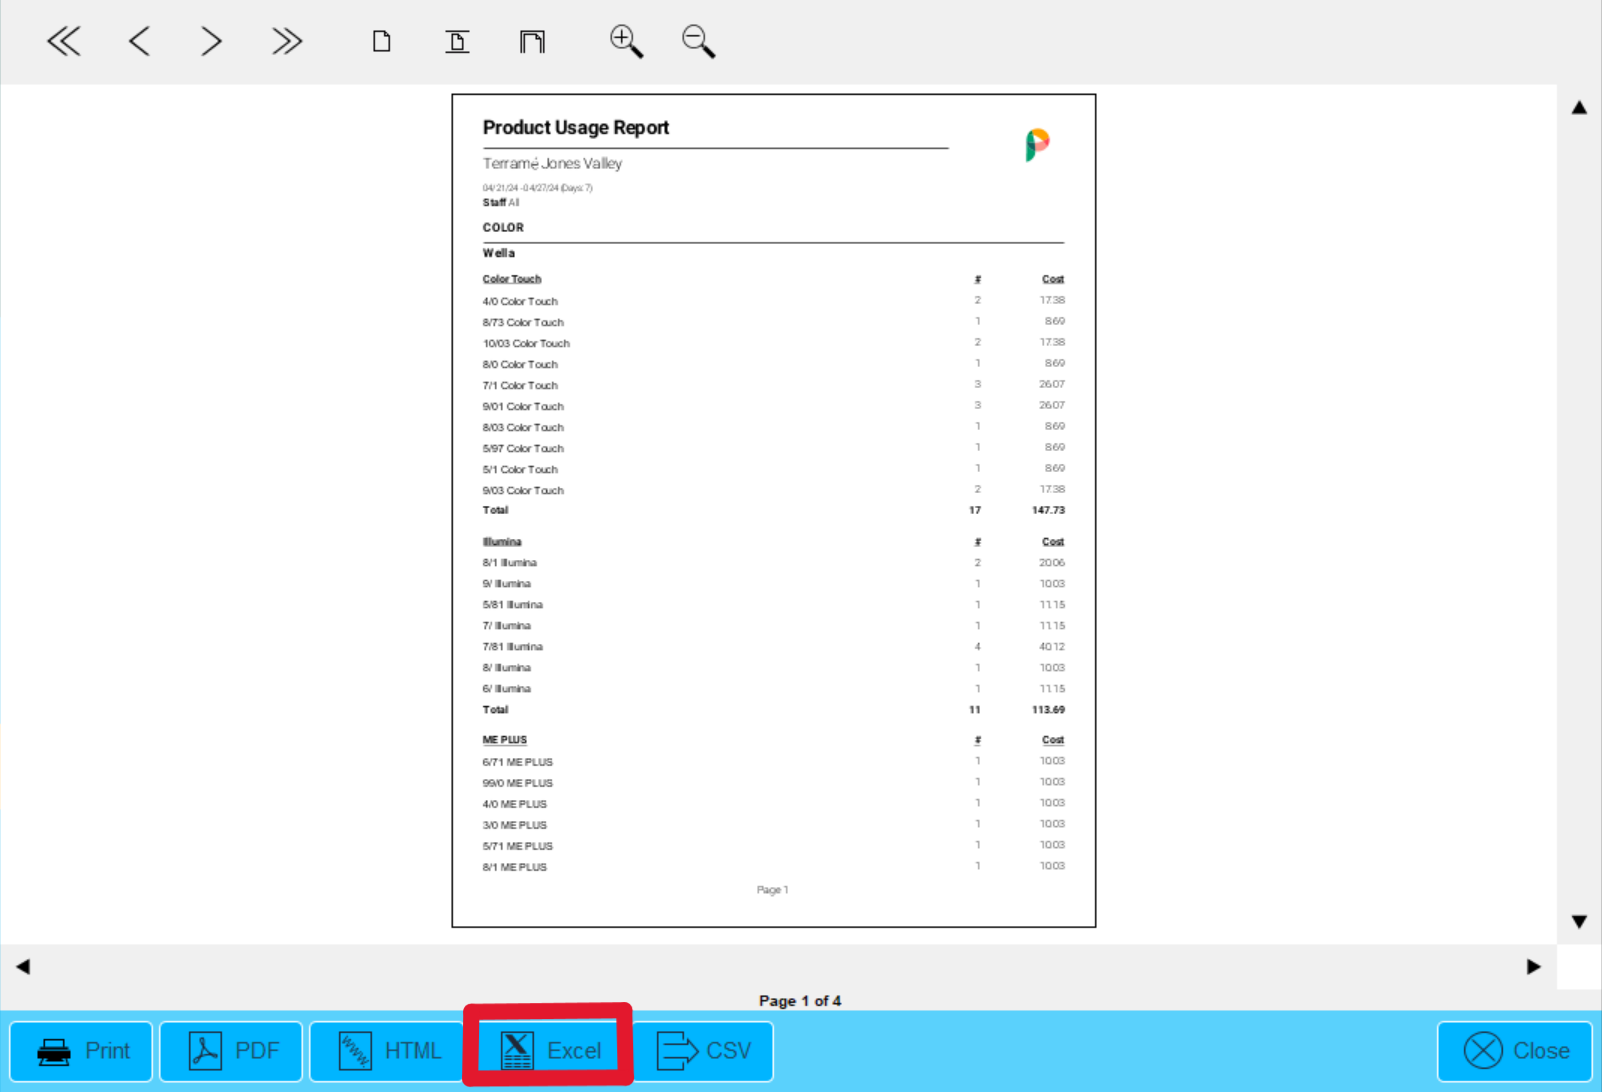 Product Usage Report
Terramé Jones Valley
04/21/24 - 04/27/24 (Days: 7)
Staff All
COLOR
Wella
Color Touch # Cost
4/0 Color Touch 2 17.38
8/73 Color Touch 1 8.69
10/03 Color Touch 2 17.38
8/0 Color Touch 1 8.69
7/1 Color Touch 3 26.07
9/01 Color Touch 3 26.07
8/03 Color Touch 1 8.69
5/97 Color Touch 1 8.69
5/1 Color Touch 1 8.69
9/03 Color Touch 2 17.38
Total 17 147.73
Illumina # Cost
8/1 Illumina 2 20.06
9/ Illumina 1 10.03
5/81 Illumina 1 11.15
7/ Illumina 1 11.15
7/81 Illumina 4 40.12
8/ Illumina 1 10.03
6/ Illumina 1 11.15
Total 11 113.69
ME PLUS # Cost
6/71 ME PLUS 1 10.03
99/0 ME PLUS 1 10.03
4/0 ME PLUS 1 10.03
3/0 ME PLUS 1 10.03
5/71 ME PLUS 1 10.03
8/1 ME PLUS 1 10.03
Page 1
Page 1 of 4
Print PDF HTML Excel CSV Close